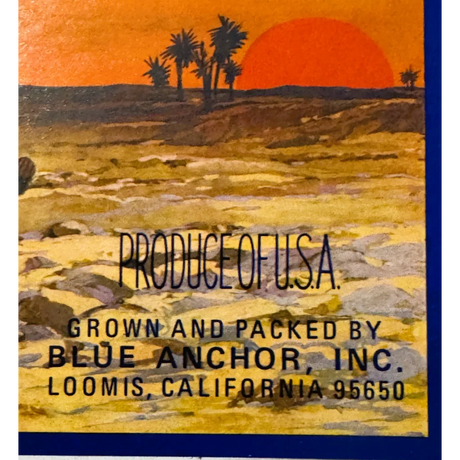 PRODUCE OF U.S.A.
GROWN AND PACKED BY
BLUE ANCHOR, INC.
LOOMIS, CALIFORNIA 95650